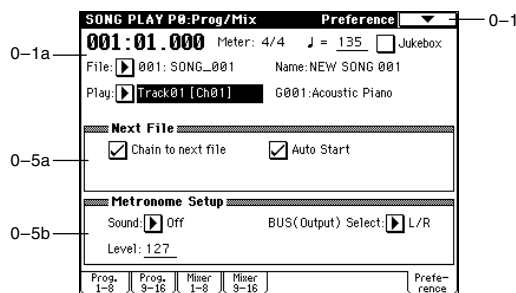 SONG PLAY P0:Prog/Mix Preference 0–1
001:01.000 Meter: 4/4 ♩ = 135 Jukebox
0–1a
File: 001: SONG_001 Name: NEW SONG 001
Play: Track01 [Ch01] G001:Acoustic Piano
Next File
0–5a Chain to next file Auto Start
Metronome Setup
0–5b Sound: Off BUS(Output) Select: L/R
Level: 127
Prog. 1–8 Prog. 9–16 Mixer 1–8 Mixer 9–16 Prefe–rence